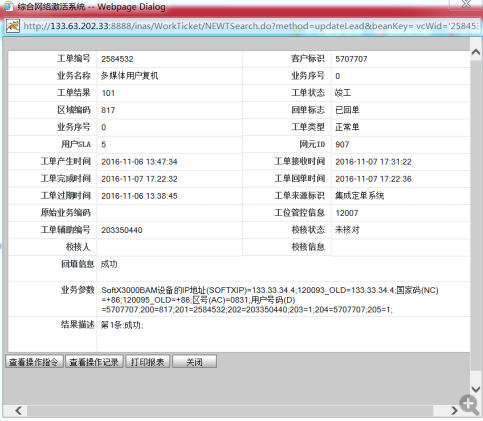 综合网络激活系统 -- Webpage Dialog
http://133.63.202.33:8888/inas/WorkTicket/NEWTSearch.do?method=updateLead&beanKey= vcWid='258453
工单编号 2584532 客户标识 5707707
业务名称 多媒体用户复机 业务序号 0
工单结果 101 工单状态 竣工
区域编码 817 回单标志 已回单
业务序号 0 工单类型 正常单
用户SLA 5 网元ID 907
工单产生时间 2016-11-06 13:47:34 工单接收时间 2016-11-07 17:31:22
工单完成时间 2016-11-07 17:22:32 工单回单时间 2016-11-07 17:22:36
工单过期时间 2016-11-06 13:38:45 工单来源标识 集成定单系统
原始业务编码 工位管控信息 12007
工单辅助编号 203350440 校核状态 未核对
校核人 校核信息
回填信息 成功
业务参数 SoftX3000BAM设备的IP地址(SOFTXIP)=133.33.34.4;120093_OLD=133.33.34.4;国家码(NC)
=+86;120095_OLD=+86;区号(AC)=0831;用户号码(D)
=5707707;200=817;201=2584532;202=203350440;203=1;204=5707707;205=1;
结果描述 第1条:成功;
查看操作指令 查看操作记录 打印报表 关闭